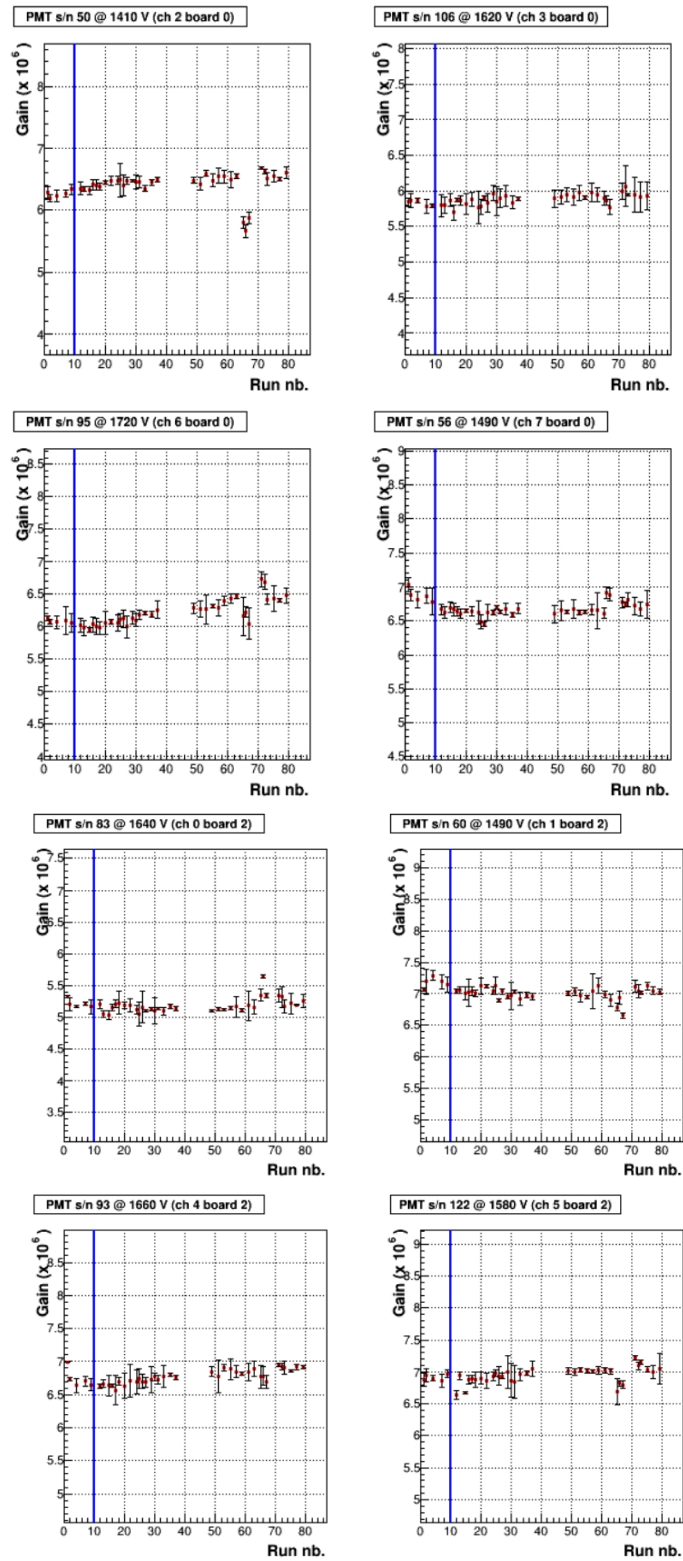 PMT s/n 50 @ 1410 V (ch 2 board 0)
Gain (x 10^6)
8
7
6
5
4
0 10 20 30 40 50 60 70 80
Run nb.
PMT s/n 106 @ 1620 V (ch 3 board 0)
Gain (x 10^6)
8
7.5
7
6.5
6
5.5
5
4.5
4
0 10 20 30 40 50 60 70 80
Run nb.
PMT s/n 95 @ 1720 V (ch 6 board 0)
Gain (x 10^6)
8.5
8
7.5
7
6.5
6
5.5
5
4.5
4
0 10 20 30 40 50 60 70 80
Run nb.
PMT s/n 56 @ 1490 V (ch 7 board 0)
Gain (x 10^6)
9
8.5
8
7.5
7
6.5
6
5.5
5
4.5
0 10 20 30 40 50 60 70 80
Run nb.
PMT s/n 83 @ 1640 V (ch 0 board 2)
Gain (x 10^6)
7.5
7
6.5
6
5.5
5
4.5
4
3.5
0 10 20 30 40 50 60 70 80
Run nb.
PMT s/n 60 @ 1490 V (ch 1 board 2)
Gain (x 10^6)
9
8.5
8
7.5
7
6.5
6
5.5
5
0 10 20 30 40 50 60 70 80
Run nb.
PMT s/n 93 @ 1660 V (ch 4 board 2)
Gain (x 10^6)
8.5
8
7.5
7
6.5
6
5.5
5
0 10 20 30 40 50 60 70 80
Run nb.
PMT s/n 122 @ 1580 V (ch 5 board 2)
Gain (x 10^6)
9
8.5
8
7.5
7
6.5
6
5.5
5
0 10 20 30 40 50 60 70 80
Run nb.